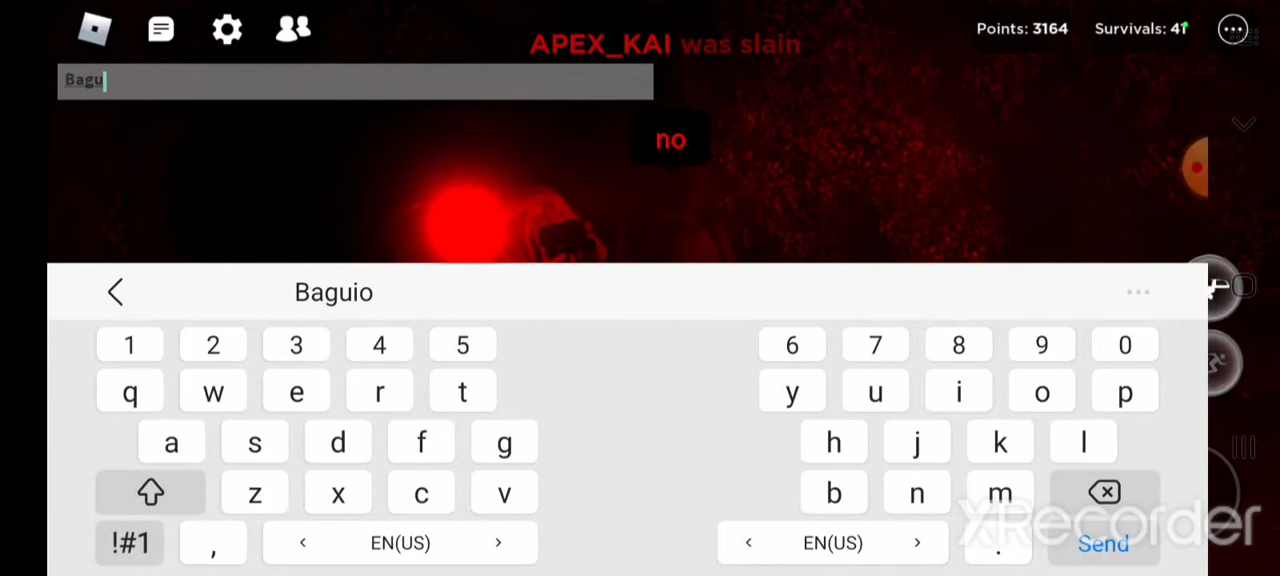 Points: 3164 Survivals: 41
APEX_KAI was slain
Bagu
no
Baguio
1 2 3 4 5 6 7 8 9 0
q w e r t y u i o p
a s d f g h j k l
z x c v b n m
!#1 , < EN(US) > < EN(US) > . Send
XRecorder